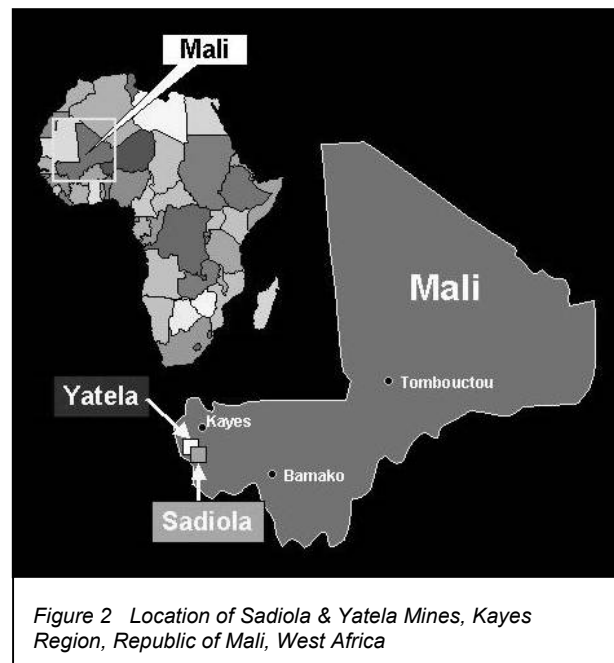 Mali
Mali
Tombouctou
Yatela
Kayes
Bamako
Sadiola
Figure 2 Location of Sadiola & Yatela Mines, Kayes
Region, Republic of Mali, West Africa